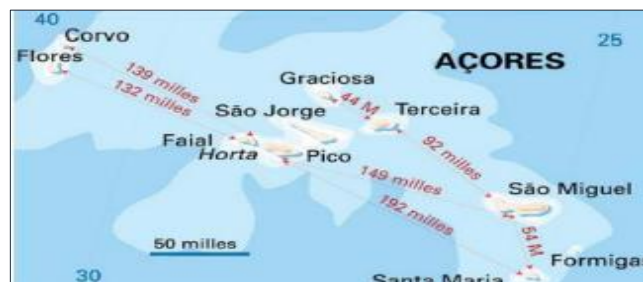 40
Corvo
25
Flores
AÇORES
139 milles
132 milles
Graciosa
44 M
Terceira
São Jorge
92 milles
Faial
Horta
Pico
149 milles
São Miguel
192 milles
54 M
50 milles
Formigas
30
Santa Maria